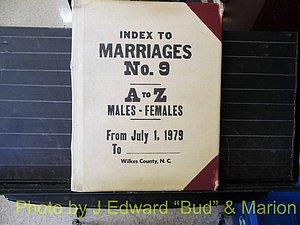 INDEX TO
MARRIAGES
No. 9
A TO Z
MALES - FEMALES
From July 1, 1979
To
Wilkes County, N. C.
Photo by J Edward “Bud” & Marion